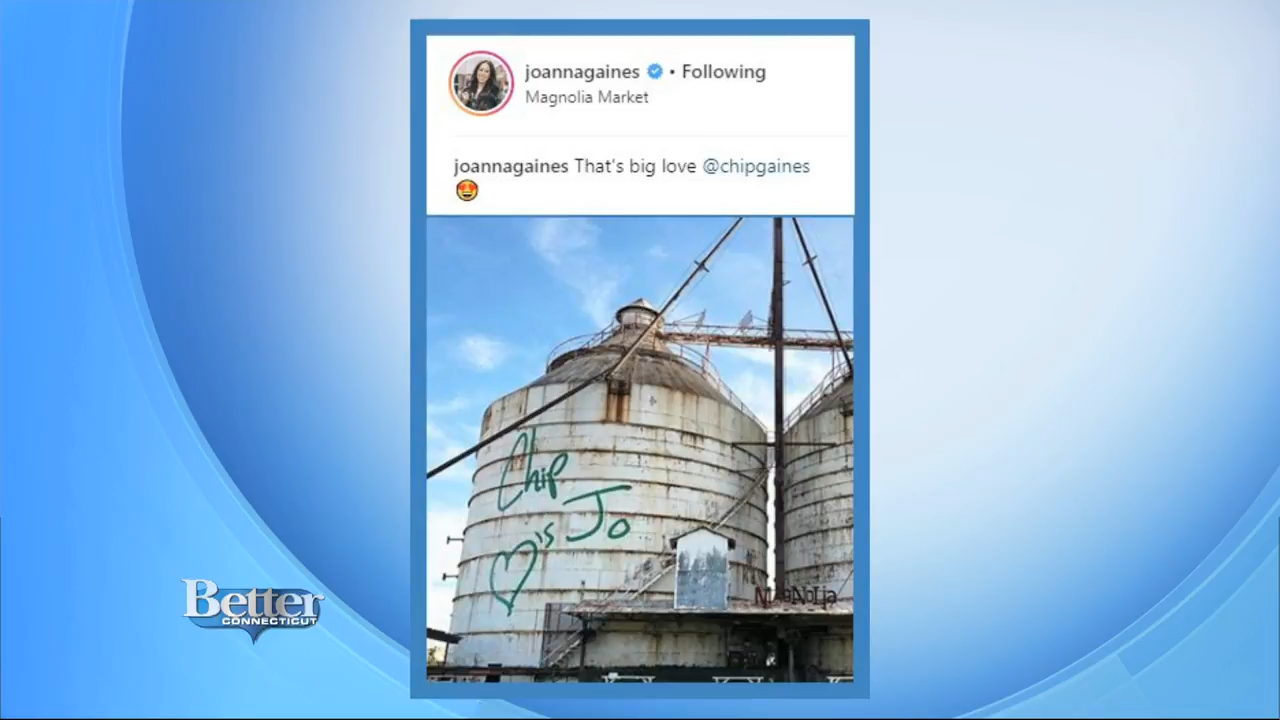 joannagaines • Following
Magnolia Market
joannagaines That's big love @chipgaines
Chip
♡'s Jo
MAGNOLia
Better
CONNECTICUT